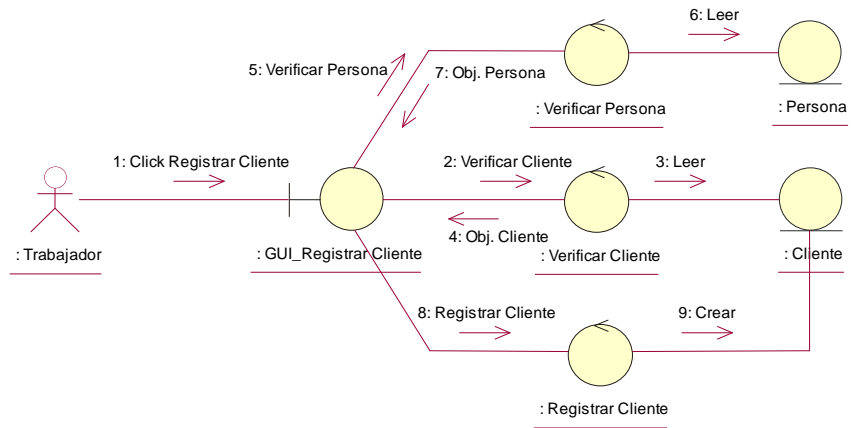 6: Leer
5: Verificar Persona
7: Obj. Persona
: Verificar Persona
: Persona
1: Click Registrar Cliente
2: Verificar Cliente
3: Leer
4: Obj. Cliente
: Trabajador
: GUI_Registrar Cliente
: Verificar Cliente
: Cliente
8: Registrar Cliente
9: Crear
: Registrar Cliente